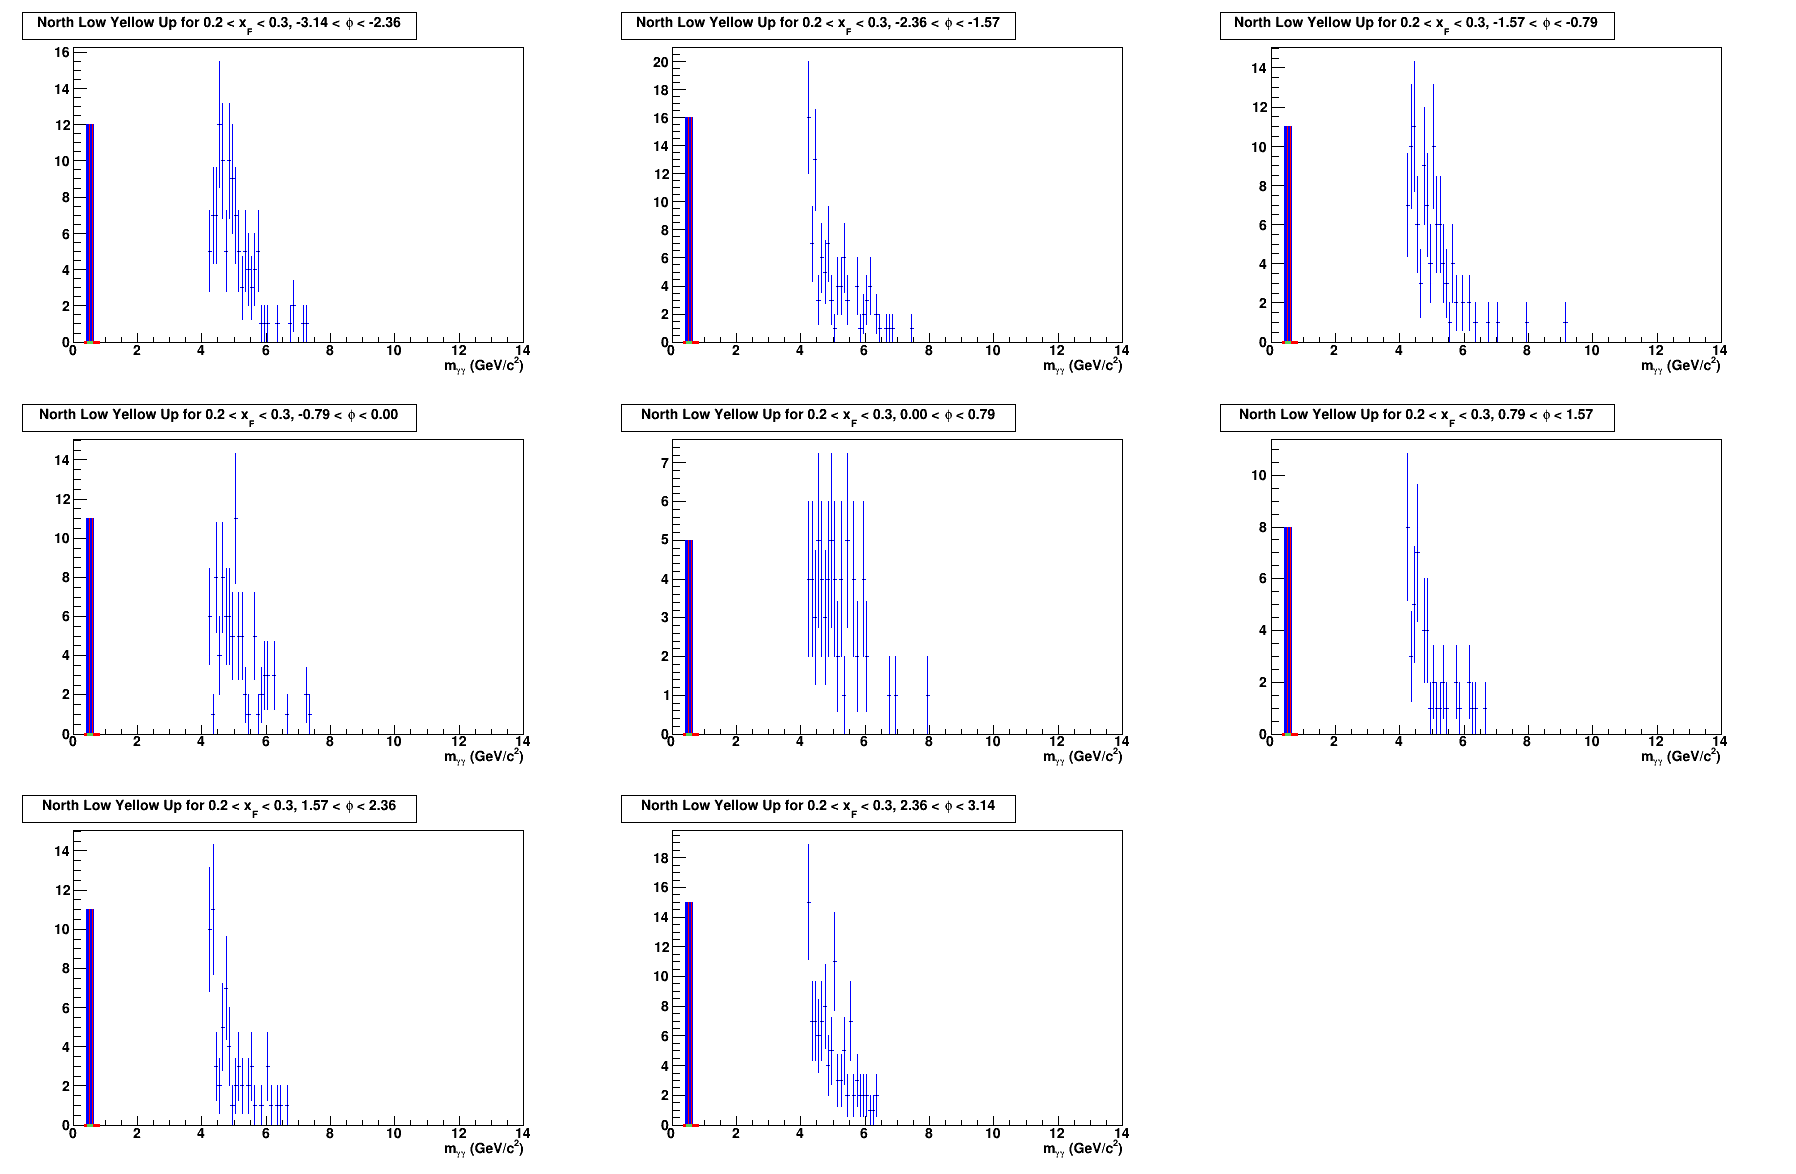 North Low Yellow Up for 0.2 < x_F < 0.3, -3.14 < ϕ < -2.36
16
14
12
10
8
6
4
2
0
0 2 4 6 8 10 12 14
m_γγ (GeV/c²)
North Low Yellow Up for 0.2 < x_F < 0.3, -2.36 < ϕ < -1.57
20
18
16
14
12
10
8
6
4
2
0
0 2 4 6 8 10 12 14
m_γγ (GeV/c²)
North Low Yellow Up for 0.2 < x_F < 0.3, -1.57 < ϕ < -0.79
14
12
10
8
6
4
2
0
0 2 4 6 8 10 12 14
m_γγ (GeV/c²)
North Low Yellow Up for 0.2 < x_F < 0.3, -0.79 < ϕ < 0.00
14
12
10
8
6
4
2
0
0 2 4 6 8 10 12 14
m_γγ (GeV/c²)
North Low Yellow Up for 0.2 < x_F < 0.3, 0.00 < ϕ < 0.79
7
6
5
4
3
2
1
0
0 2 4 6 8 10 12 14
m_γγ (GeV/c²)
North Low Yellow Up for 0.2 < x_F < 0.3, 0.79 < ϕ < 1.57
10
8
6
4
2
0
0 2 4 6 8 10 12 14
m_γγ (GeV/c²)
North Low Yellow Up for 0.2 < x_F < 0.3, 1.57 < ϕ < 2.36
14
12
10
8
6
4
2
0
0 2 4 6 8 10 12 14
m_γγ (GeV/c²)
North Low Yellow Up for 0.2 < x_F < 0.3, 2.36 < ϕ < 3.14
18
16
14
12
10
8
6
4
2
0
0 2 4 6 8 10 12 14
m_γγ (GeV/c²)